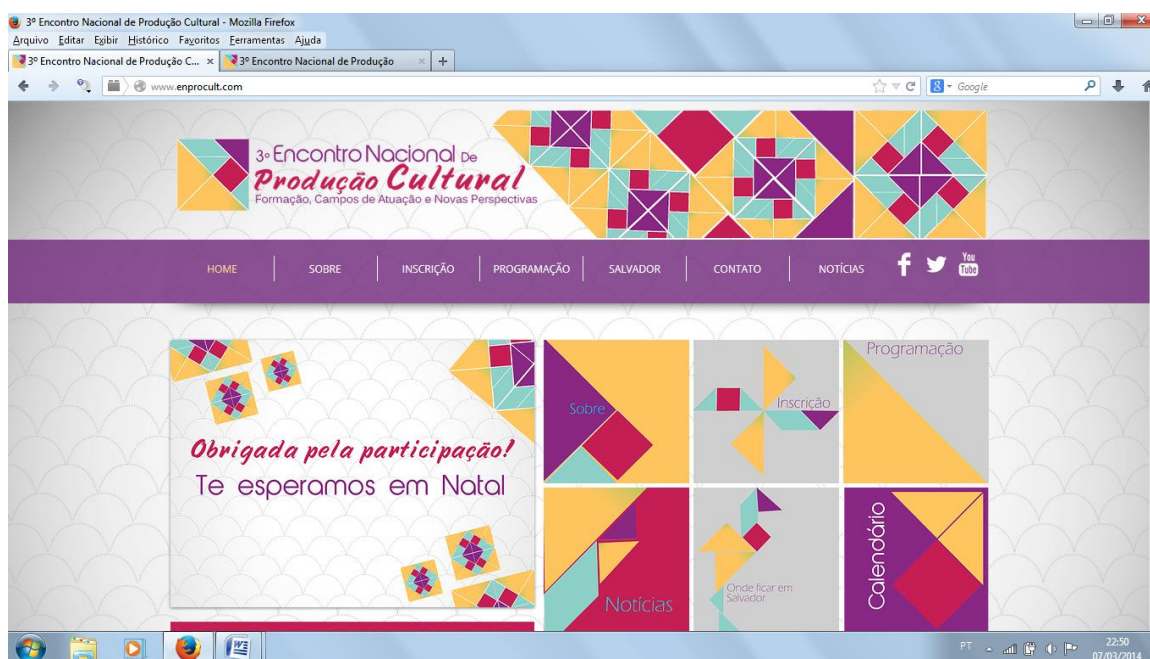 3º Encontro Nacional de Produção Cultural - Mozilla Firefox
Arquivo Editar Exibir Histórico Favoritos Ferramentas Ajuda
3º Encontro Nacional de Produção C... × 3º Encontro Nacional de Produção × +
www.enprocult.com
8 Google
3º Encontro Nacional De
Produção Cultural
Formação, Campos de Atuação e Novas Perspectivas
HOME SOBRE INSCRIÇÃO PROGRAMAÇÃO SALVADOR CONTATO NOTÍCIAS f You Tube
Obrigada pela participação!
Te esperamos em Natal
Sobre
Inscrição
Programação
Notícias
Onde ficar em
Salvador
Calendário
PT
22:50
07/03/2014